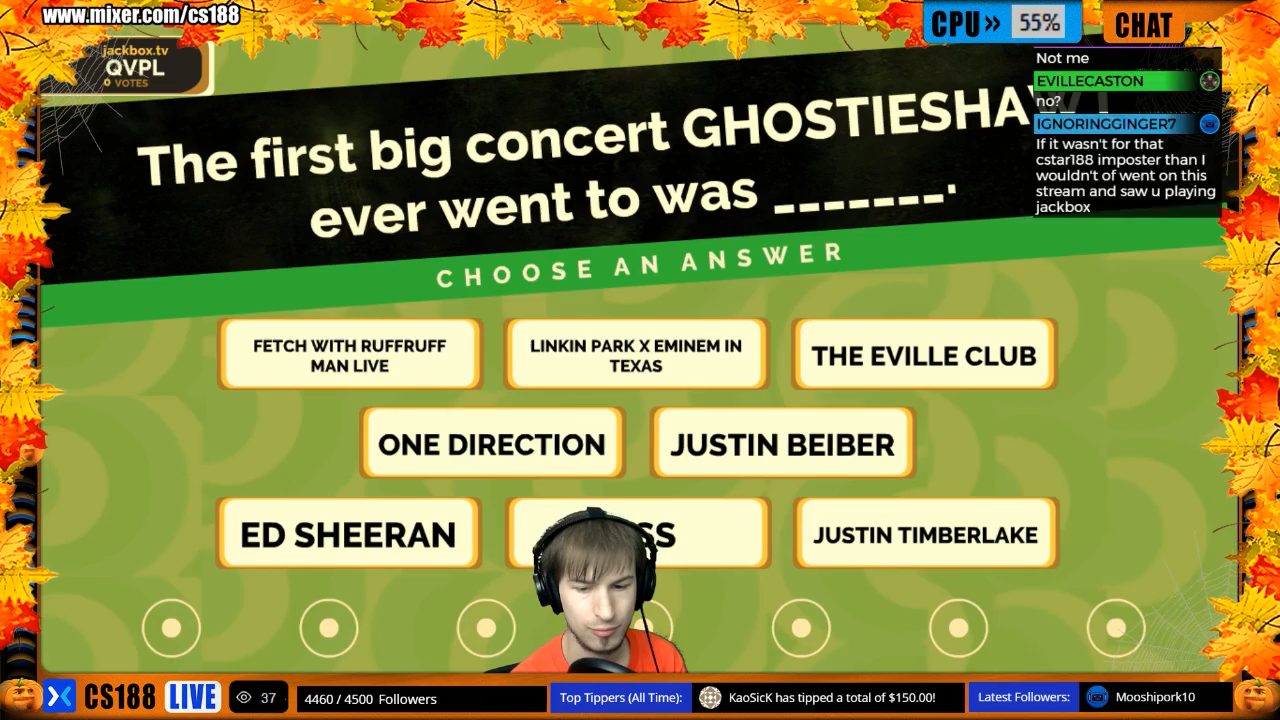 www.mixer.com/cs188
CPU» 55%
CHAT
jackbox.tv
QVPL
0 VOTES
Not me
EVILLECASTON
no?
IGNORINGGINGER7
If it wasn't for that
cstar188 imposter than I
wouldn't of went on this
stream and saw u playing
jackbox
The first big concert
ever went to was _______.
CHOOSE AN ANSWER
FETCH WITH RUFFRUFF
MAN LIVE
LINKIN PARK X EMINEM IN
TEXAS
THE EVILLE CLUB
ONE DIRECTION
JUSTIN BEIBER
ED SHEERAN
JUSTIN TIMBERLAKE
CS188 LIVE
37
4460 / 4500 Followers
Top Tippers (All Time):
KaoSicK has tipped a total of $150.00!
Latest Followers:
Mooshipork10